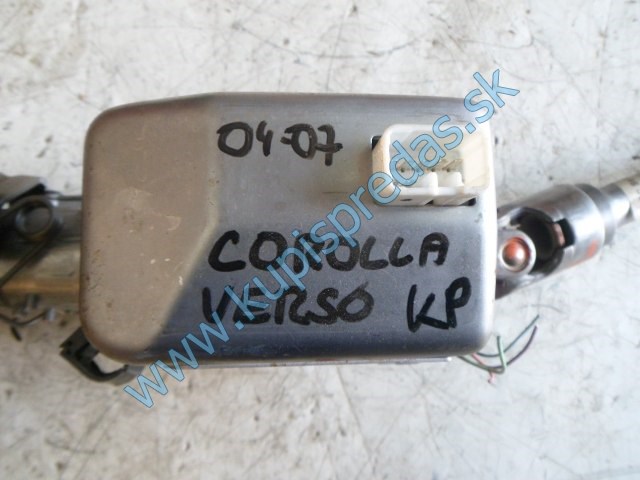 04-07
COROLLA
VERSO KP
www.kupispredas.sk